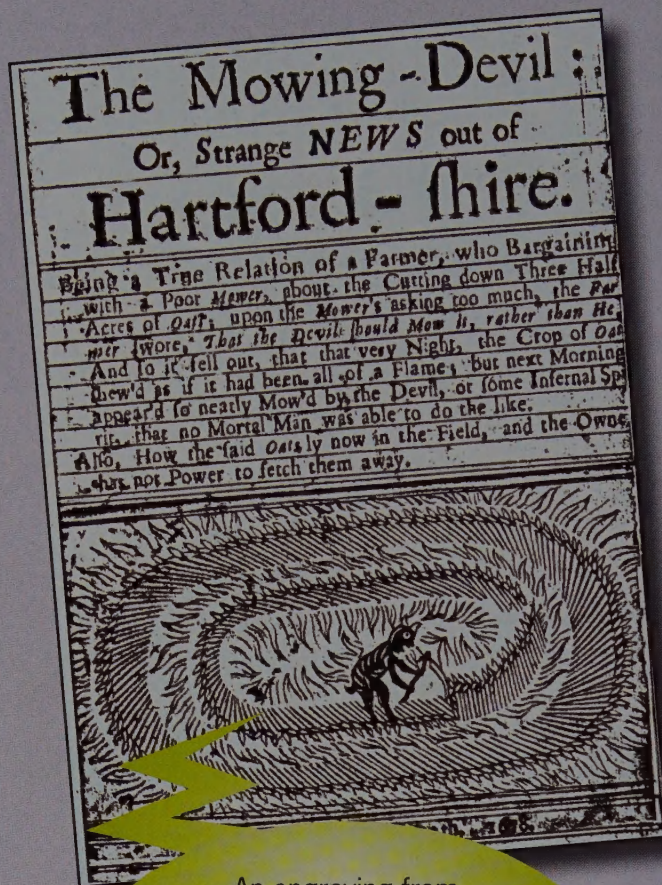 The Mowing-Devil:
Or, Strange NEWS out of
Hartford-ſhire.
Being a True Relation of a Farmer, who Bargaining
with a Poor Mower, about the Cutting down Three Half
Acres of Oats; upon the Mower's asking too much, the Far
mer ſwore, That the Devil ſhould Mow it, rather than He
And ſo it fell out, that that very Night, the Crop of Oat
ſhew'd as if it had been all of a Flame; but next Morning
appear'd ſo neatly Mow'd by the Devil, or ſome Infernal Spi
rit, that no Mortal Man was able to do the like.
Alſo, How the ſaid Oats ly now in the Field, and the Owne
has not Power to fetch them away.
1678.
An engraving from